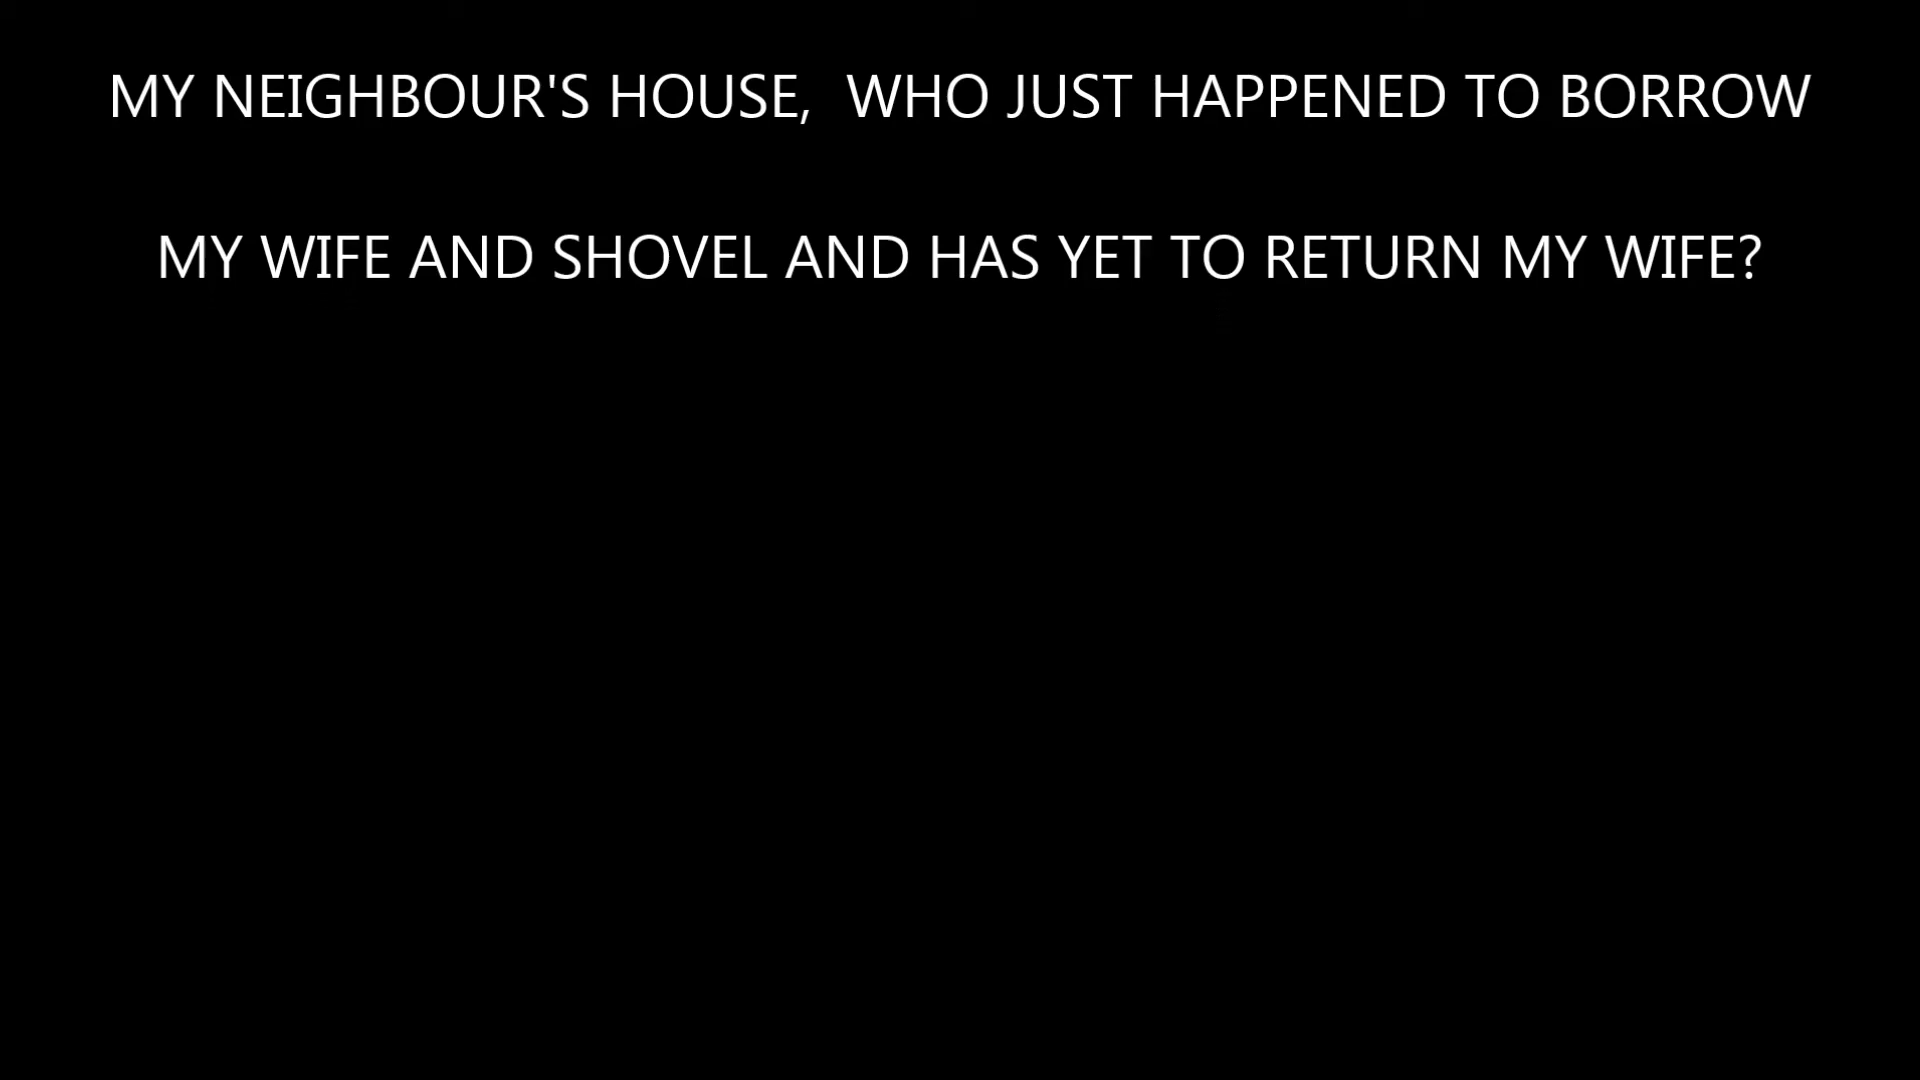 MY NEIGHBOUR'S HOUSE,  WHO JUST HAPPENED TO BORROW
MY WIFE AND SHOVEL AND HAS YET TO RETURN MY WIFE?